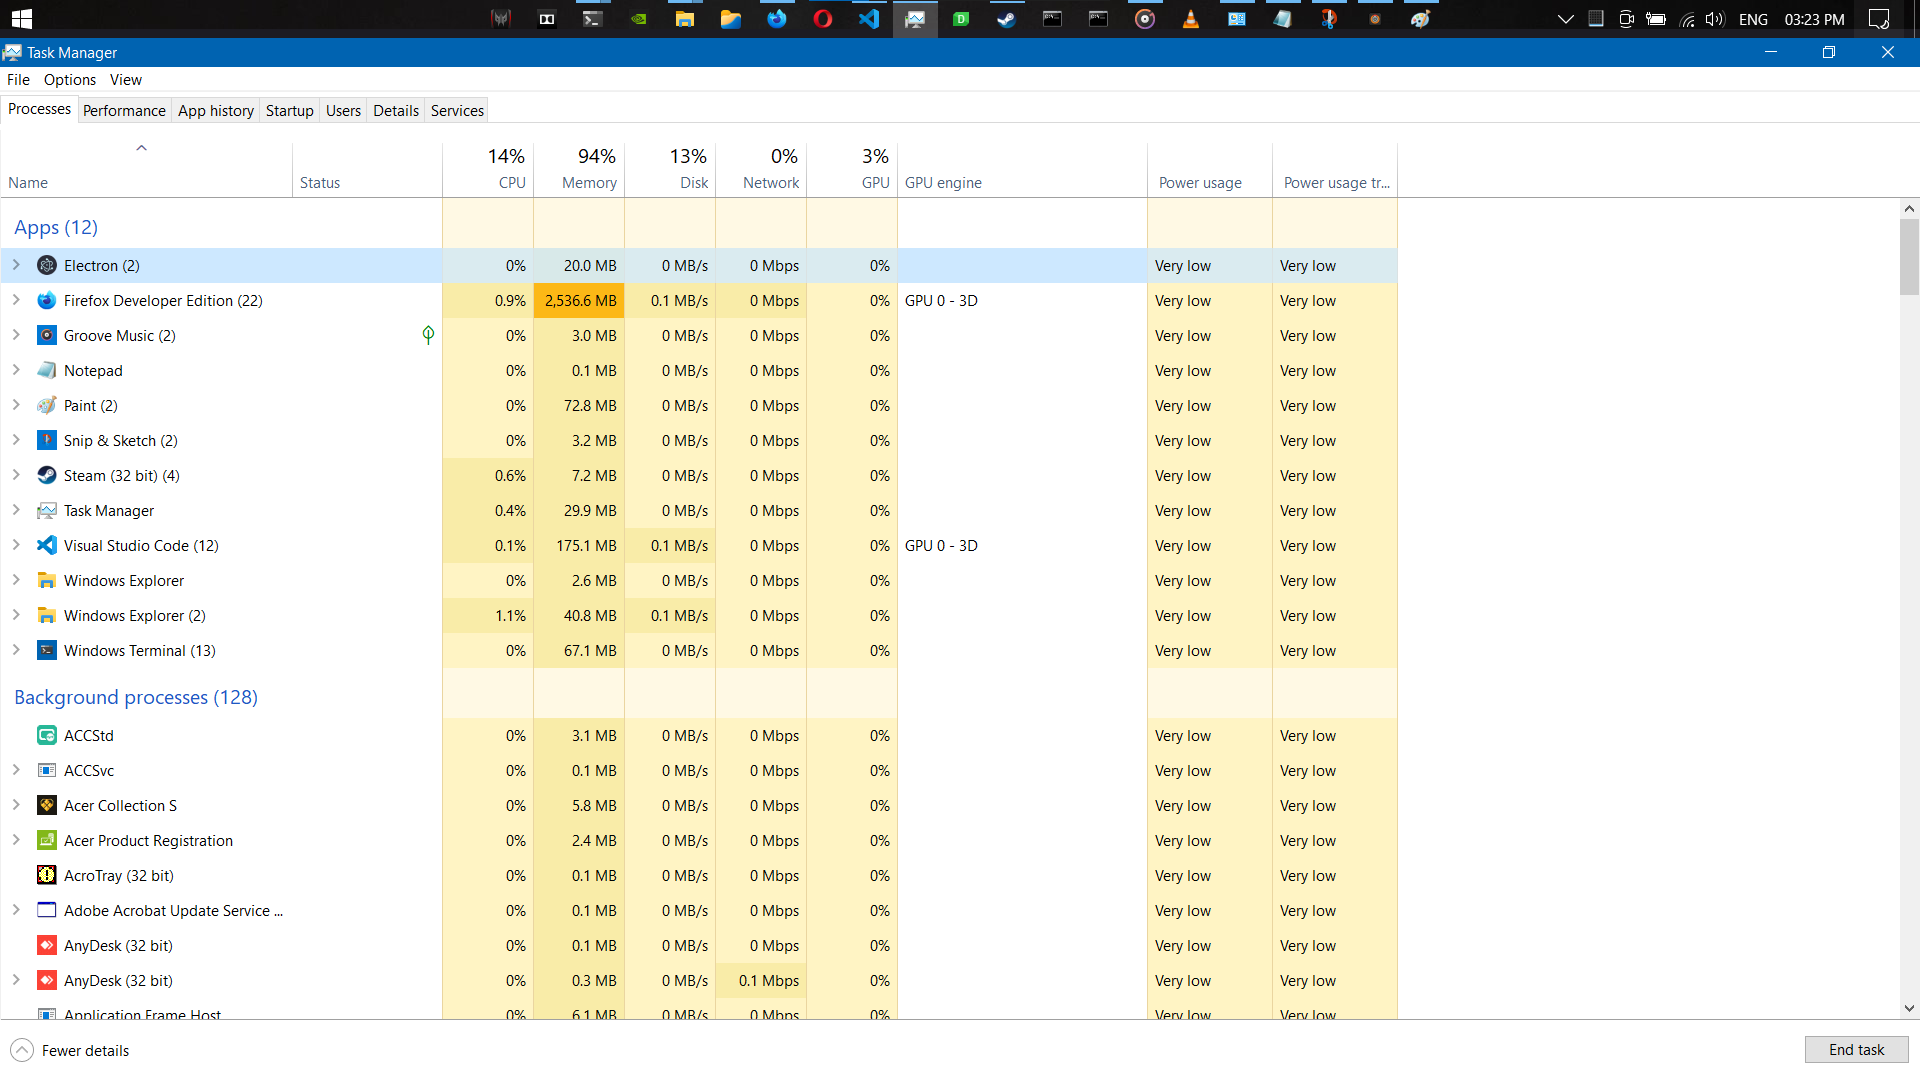 ENG 03:23 PM
Task Manager
File Options View
Processes Performance App history Startup Users Details Services
14% 94% 13% 0% 3%
Name Status CPU Memory Disk Network GPU GPU engine Power usage Power usage tr...
Apps (12)
Electron (2) 0% 20.0 MB 0 MB/s 0 Mbps 0% Very low Very low
Firefox Developer Edition (22) 0.9% 2,536.6 MB 0.1 MB/s 0 Mbps 0% GPU 0 - 3D Very low Very low
Groove Music (2) 0% 3.0 MB 0 MB/s 0 Mbps 0% Very low Very low
Notepad 0% 0.1 MB 0 MB/s 0 Mbps 0% Very low Very low
Paint (2) 0% 72.8 MB 0 MB/s 0 Mbps 0% Very low Very low
Snip & Sketch (2) 0% 3.2 MB 0 MB/s 0 Mbps 0% Very low Very low
Steam (32 bit) (4) 0.6% 7.2 MB 0 MB/s 0 Mbps 0% Very low Very low
Task Manager 0.4% 29.9 MB 0 MB/s 0 Mbps 0% Very low Very low
Visual Studio Code (12) 0.1% 175.1 MB 0.1 MB/s 0 Mbps 0% GPU 0 - 3D Very low Very low
Windows Explorer 0% 2.6 MB 0 MB/s 0 Mbps 0% Very low Very low
Windows Explorer (2) 1.1% 40.8 MB 0.1 MB/s 0 Mbps 0% Very low Very low
Windows Terminal (13) 0% 67.1 MB 0 MB/s 0 Mbps 0% Very low Very low
Background processes (128)
ACCStd 0% 3.1 MB 0 MB/s 0 Mbps 0% Very low Very low
ACCSvc 0% 0.1 MB 0 MB/s 0 Mbps 0% Very low Very low
Acer Collection S 0% 5.8 MB 0 MB/s 0 Mbps 0% Very low Very low
Acer Product Registration 0% 2.4 MB 0 MB/s 0 Mbps 0% Very low Very low
AcroTray (32 bit) 0% 0.1 MB 0 MB/s 0 Mbps 0% Very low Very low
Adobe Acrobat Update Service ... 0% 0.1 MB 0 MB/s 0 Mbps 0% Very low Very low
AnyDesk (32 bit) 0% 0.1 MB 0 MB/s 0 Mbps 0% Very low Very low
AnyDesk (32 bit) 0% 0.3 MB 0 MB/s 0.1 Mbps 0% Very low Very low
Application Frame Host 0% 6.1 MB 0 MB/s 0 Mbps 0% Very low Very low
Fewer details End task